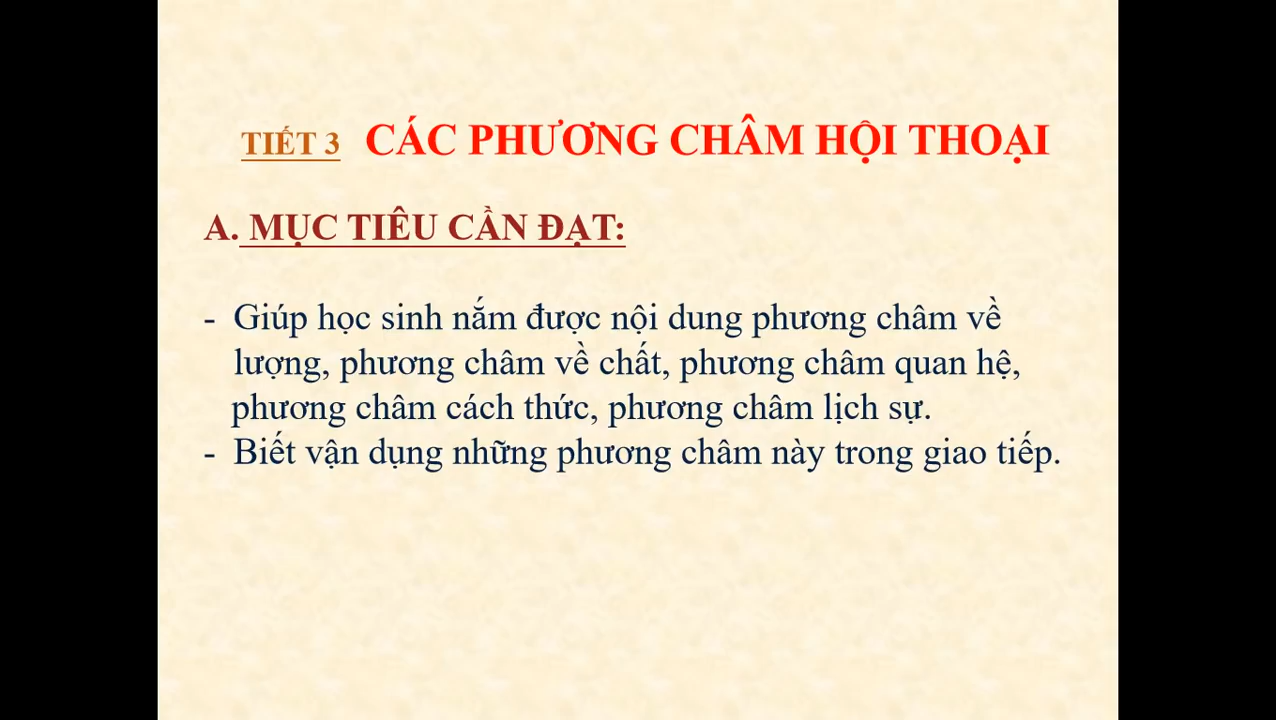 TIẾT 3 CÁC PHƯƠNG CHÂM HỘI THOẠI
A. MỤC TIÊU CẦN ĐẠT:
- Giúp học sinh nắm được nội dung phương châm về
lượng, phương châm về chất, phương châm quan hệ,
phương châm cách thức, phương châm lịch sự.
- Biết vận dụng những phương châm này trong giao tiếp.